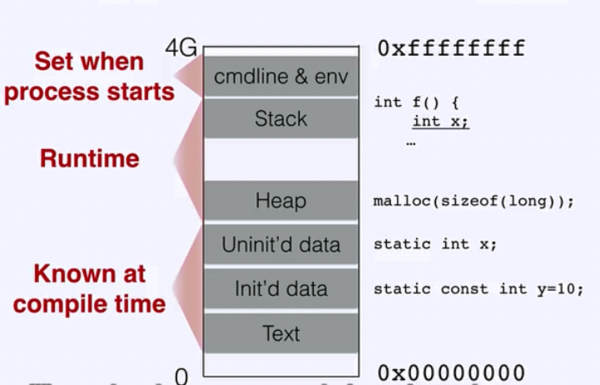 4G
0xffffffff
Set when
process starts
cmdline & env
int f() {
Stack
int x;
…
Runtime
Heap
malloc(sizeof(long));
Uninit'd data
static int x;
Known at
compile time
Init'd data
static const int y=10;
Text
0
0x00000000